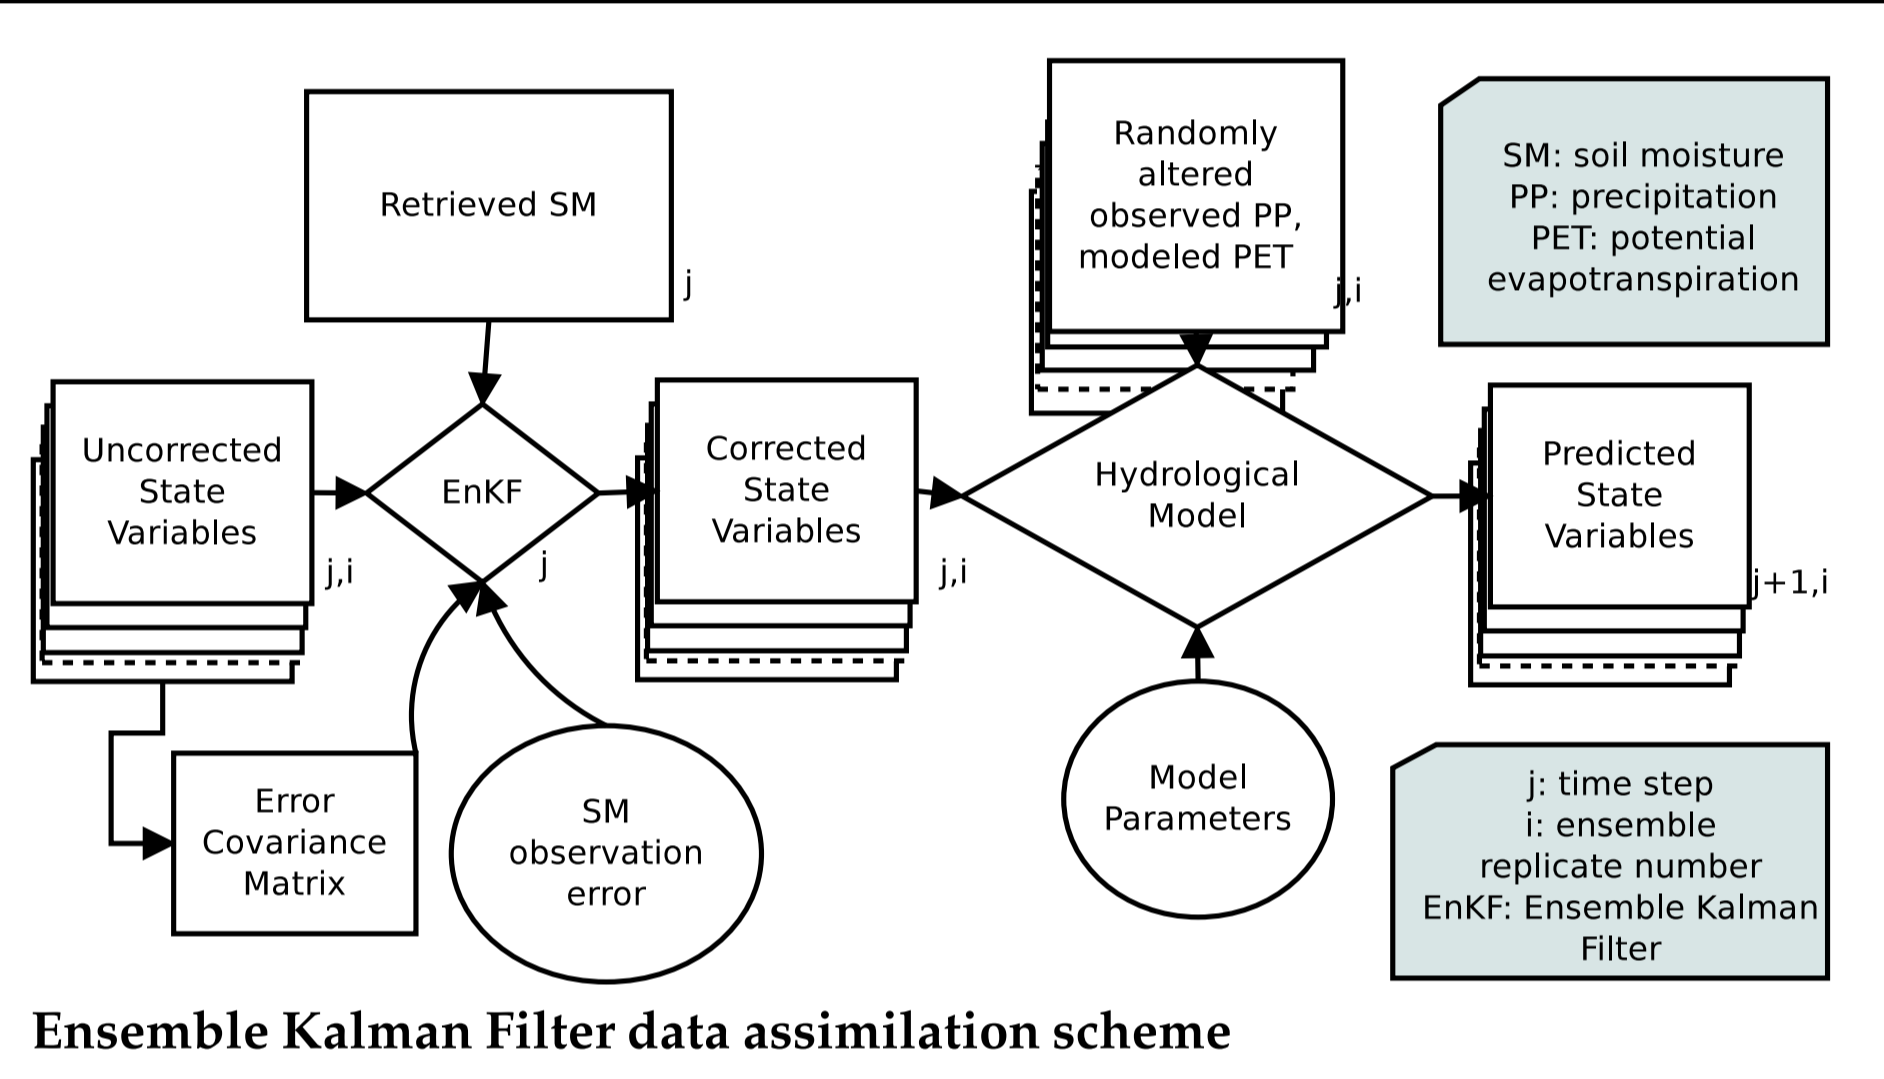 Retrieved SM
j
Randomly
altered
observed PP,
modeled PET
j,i
SM: soil moisture
PP: precipitation
PET: potential
evapotranspiration
Uncorrected
State
Variables
j,i
EnKF
j
Corrected
State
Variables
j,i
Hydrological
Model
Predicted
State
Variables
j+1,i
Error
Covariance
Matrix
SM
observation
error
Model
Parameters
j: time step
i: ensemble
replicate number
EnKF: Ensemble Kalman
Filter
Ensemble Kalman Filter data assimilation scheme